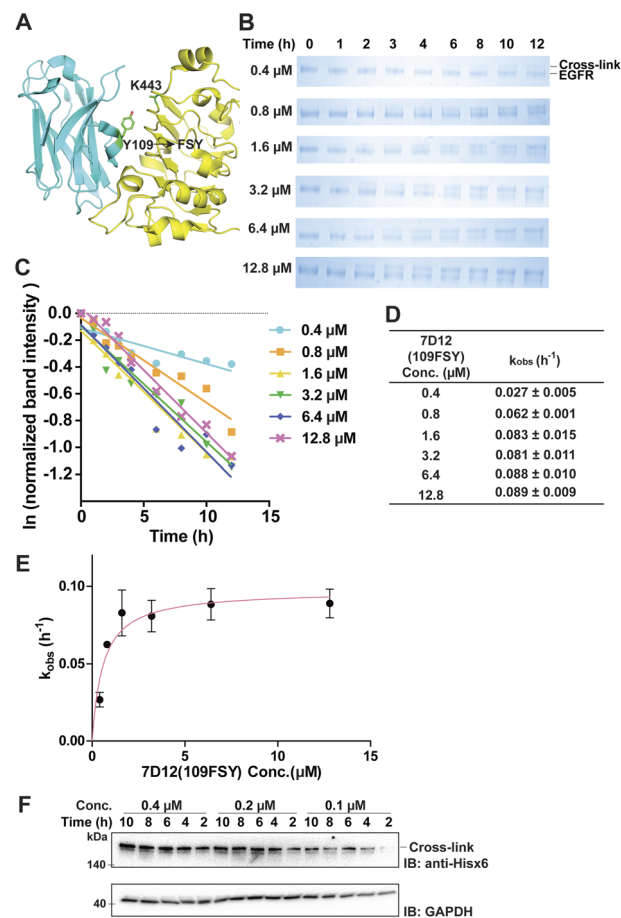 A
K443
Y109→FSY
B
Time (h) 0 1 2 3 4 6 8 10 12
0.4 µM
Cross-link
EGFR
0.8 µM
1.6 µM
3.2 µM
6.4 µM
12.8 µM
C
ln (normalized band intensity)
0.0
-0.2
-0.4
-0.6
-0.8
-1.0
-1.2
0 5 10 15
Time (h)
0.4 µM
0.8 µM
1.6 µM
3.2 µM
6.4 µM
12.8 µM
D
7D12
(109FSY)
Conc. (µM)
kobs (h-1)
0.4 0.027 ± 0.005
0.8 0.062 ± 0.001
1.6 0.083 ± 0.015
3.2 0.081 ± 0.011
6.4 0.088 ± 0.010
12.8 0.089 ± 0.009
E
kobs (h-1)
0.10
0.05
0.00
0 5 10 15
7D12(109FSY) Conc.(µM)
F
Conc. 0.4 µM 0.2 µM 0.1 µM
Time (h) 10 8 6 4 2 10 8 6 4 2 10 8 6 4 2
kDa
Cross-link
140
IB: anti-Hisx6
40
IB: GAPDH